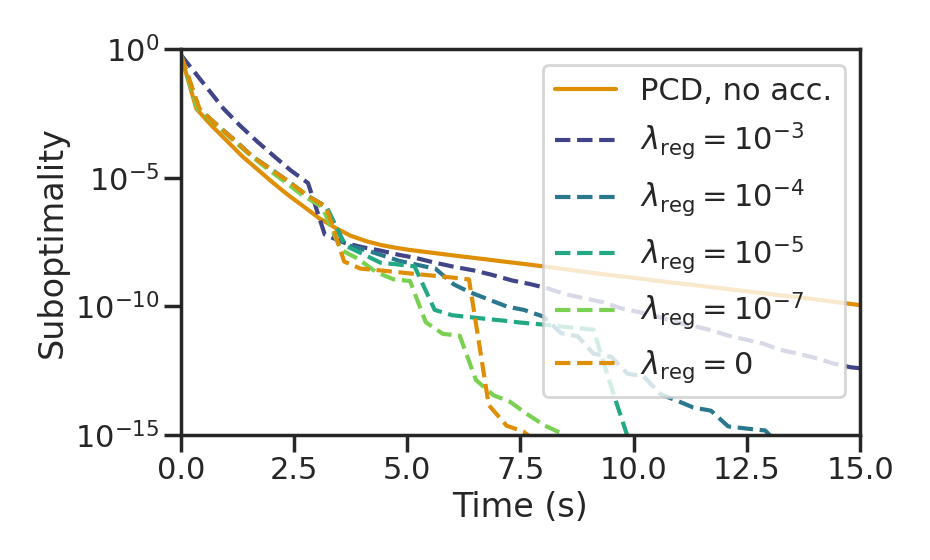 10⁰
10⁻⁵
10⁻¹⁰
10⁻¹⁵
Suboptimality
PCD, no acc.
λ_reg = 10⁻³
λ_reg = 10⁻⁴
λ_reg = 10⁻⁵
λ_reg = 10⁻⁷
λ_reg = 0
0.0 2.5 5.0 7.5 10.0 12.5 15.0
Time (s)